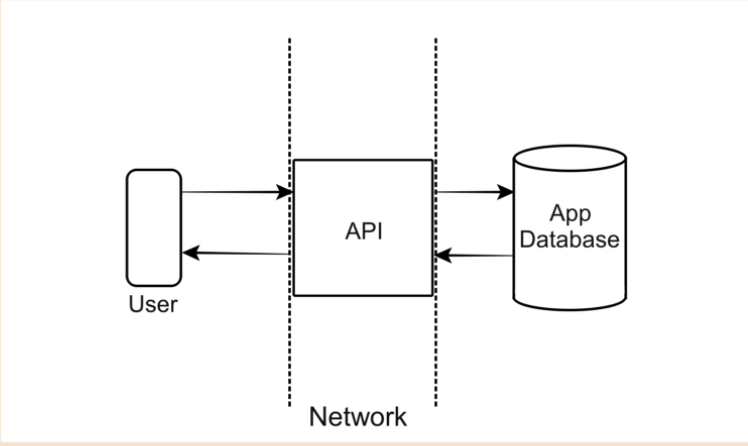 API
App
Database
User
Network